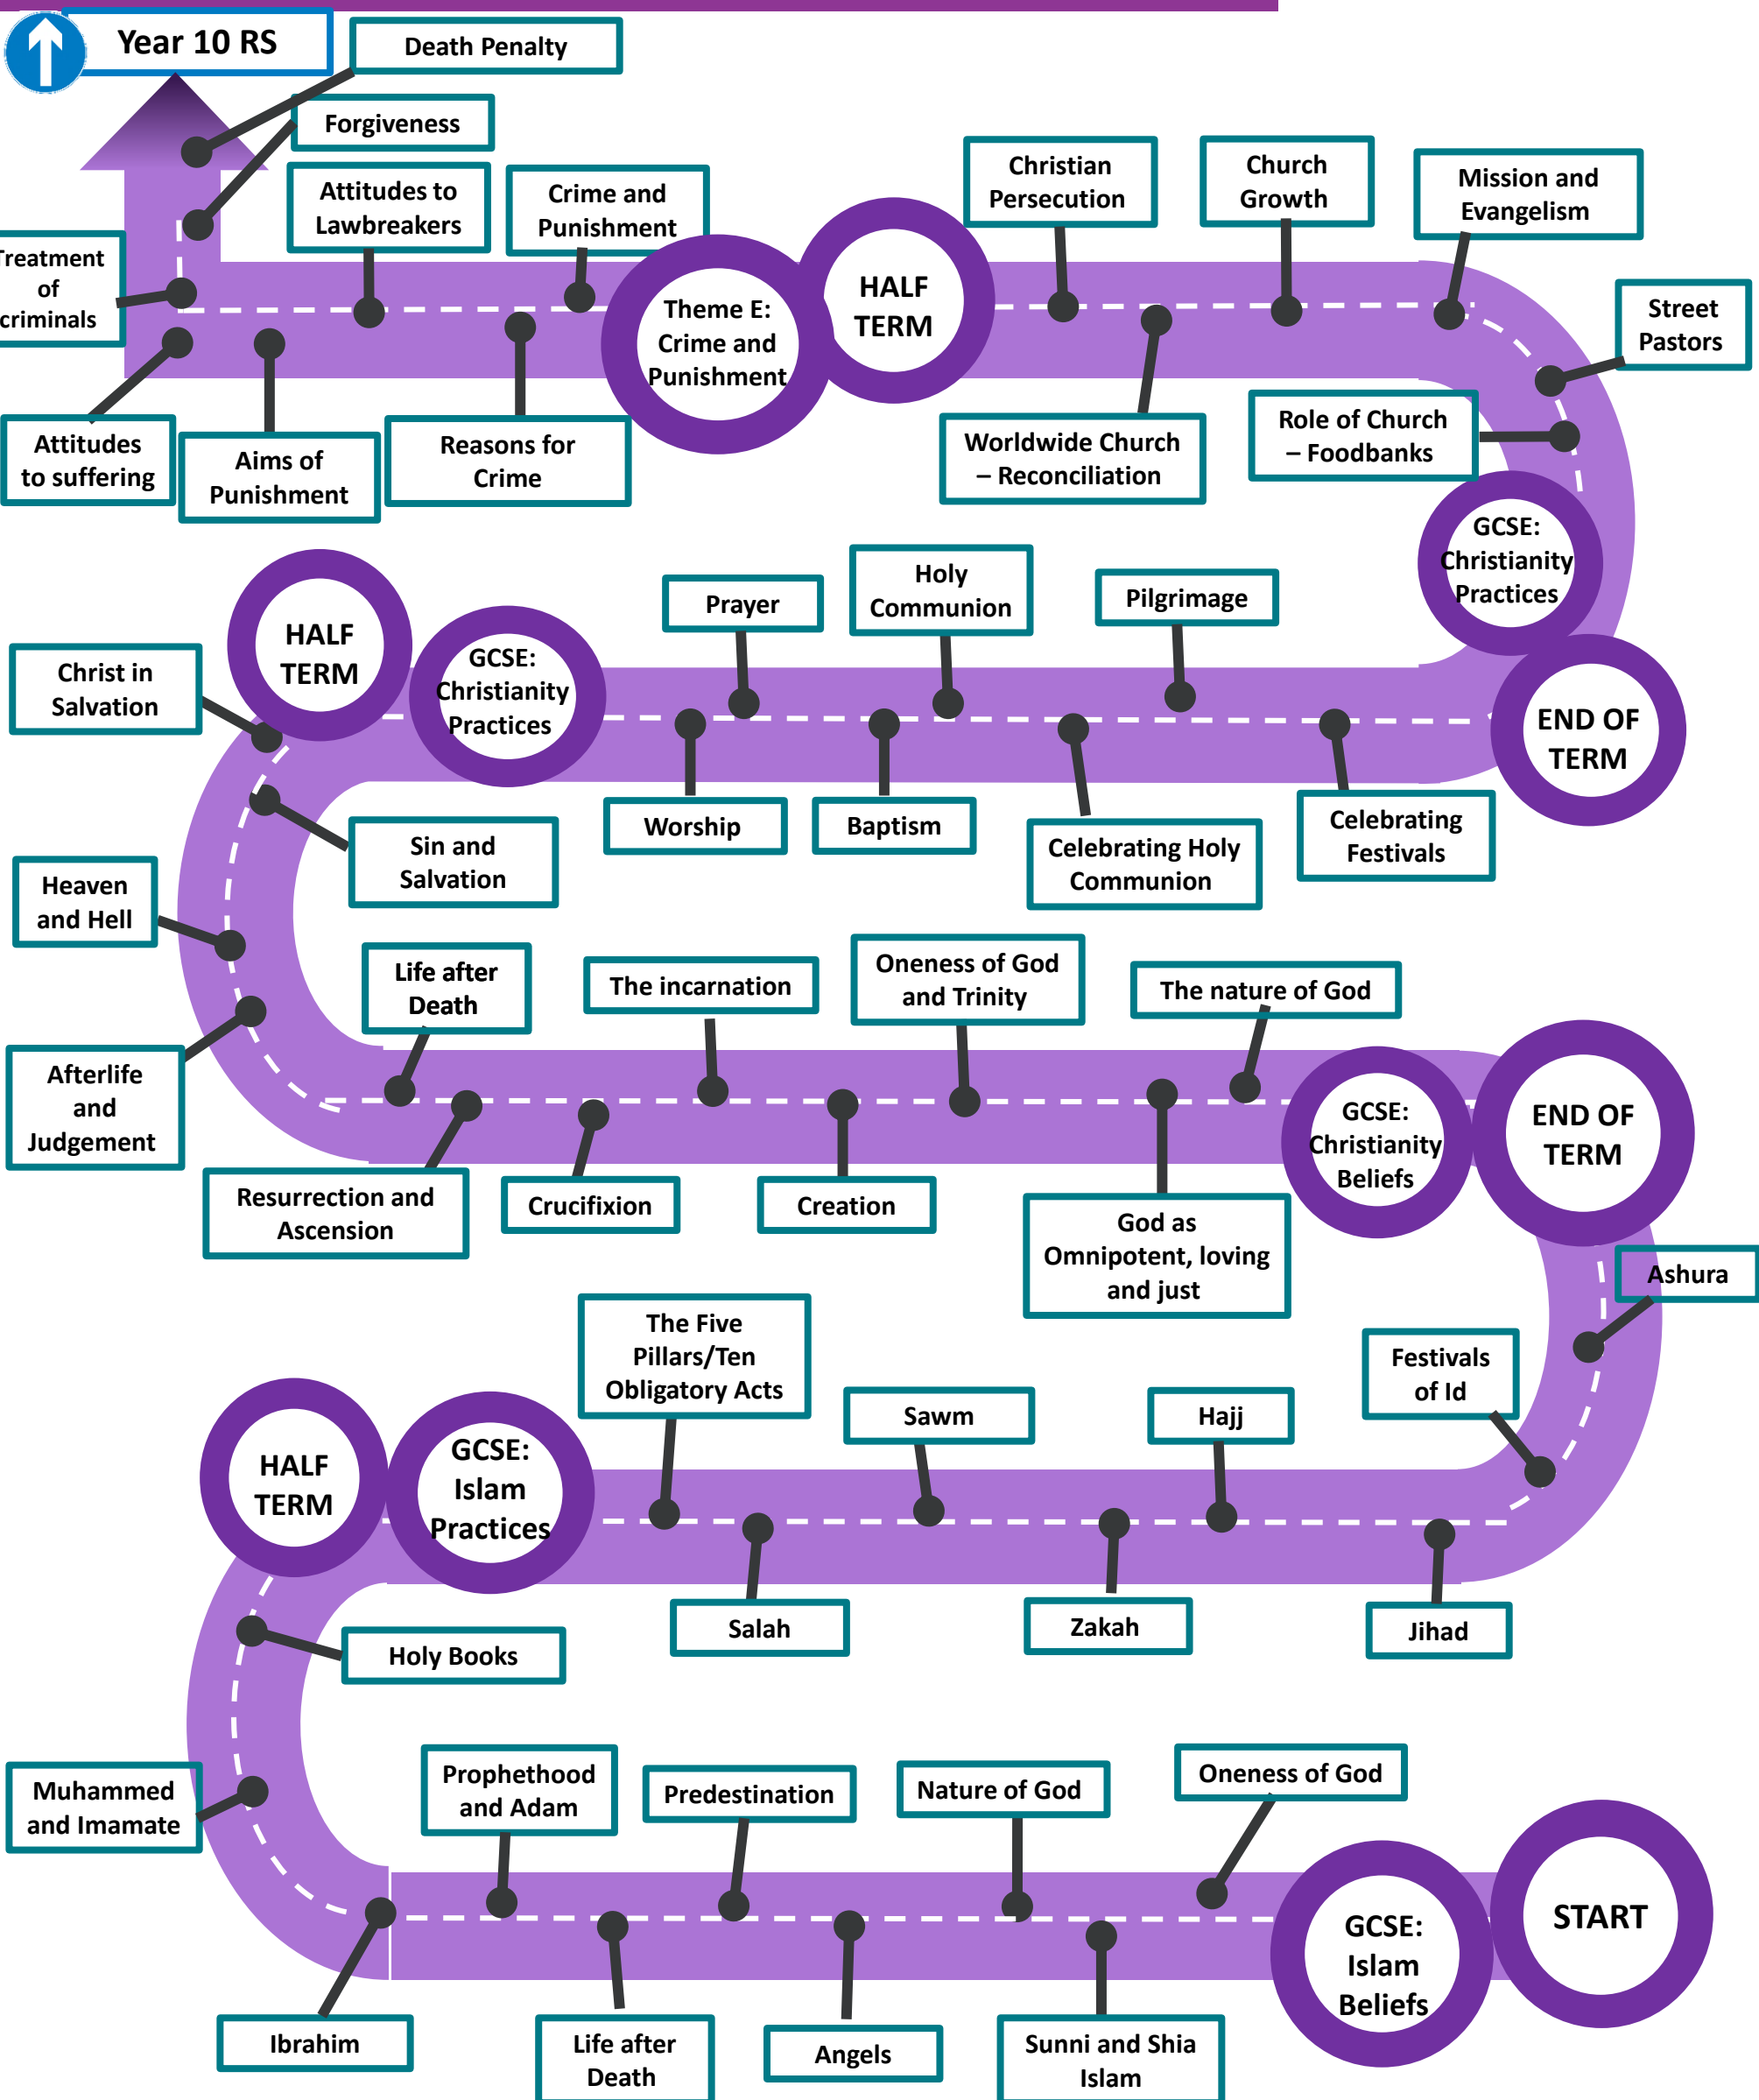 Year 10 RS
Death Penalty
Forgiveness
Attitudes to
Lawbreakers
Crime and
Punishment
Christian
Persecution
Church
Growth
Mission and
Evangelism
Treatment
of
criminals
Theme E:
Crime and
Punishment
HALF
TERM
Street
Pastors
Attitudes
to suffering
Aims of
Punishment
Reasons for
Crime
Worldwide Church
– Reconciliation
Role of Church
– Foodbanks
GCSE:
Christianity
Practices
HALF
TERM
GCSE:
Christianity
Practices
Prayer
Holy
Communion
Pilgrimage
Christ in
Salvation
END OF
TERM
Worship
Baptism
Celebrating Holy
Communion
Celebrating
Festivals
Sin and
Salvation
Heaven
and Hell
Life after
Death
The incarnation
Oneness of God
and Trinity
The nature of God
Afterlife
and
Judgement
GCSE:
Christianity
Beliefs
END OF
TERM
Resurrection and
Ascension
Crucifixion
Creation
God as
Omnipotent, loving
and just
Ashura
The Five
Pillars/Ten
Obligatory Acts
Sawm
Hajj
Festivals
of Id
HALF
TERM
GCSE:
Islam
Practices
Salah
Zakah
Jihad
Holy Books
Muhammed
and Imamate
Prophethood
and Adam
Predestination
Nature of God
Oneness of God
GCSE:
Islam
Beliefs
START
Ibrahim
Life after
Death
Angels
Sunni and Shia
Islam